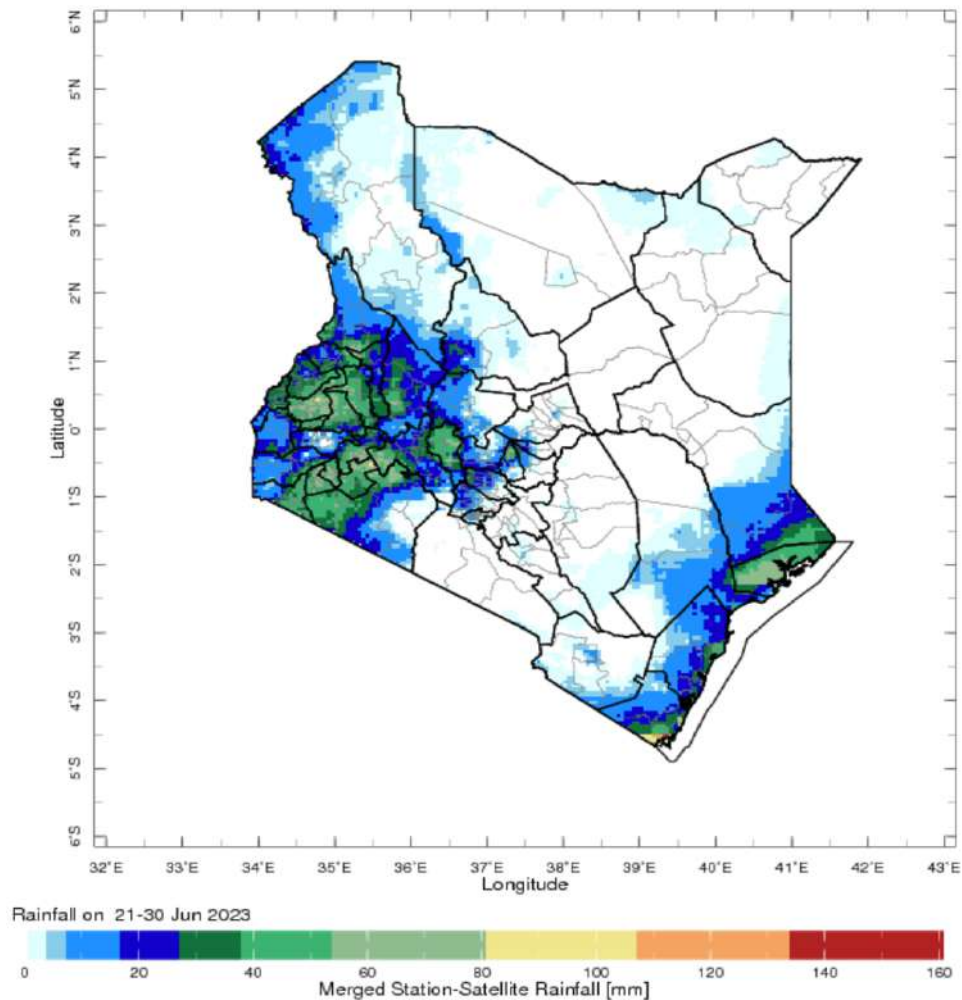 6°N
5°N
4°N
3°N
2°N
1°N
0°
1°S
2°S
3°S
4°S
5°S
6°S
Latitude
32°E 33°E 34°E 35°E 36°E 37°E 38°E 39°E 40°E 41°E 42°E 43°E
Longitude
Rainfall on 21-30 Jun 2023
0 20 40 60 80 100 120 140 160
Merged Station-Satellite Rainfall [mm]